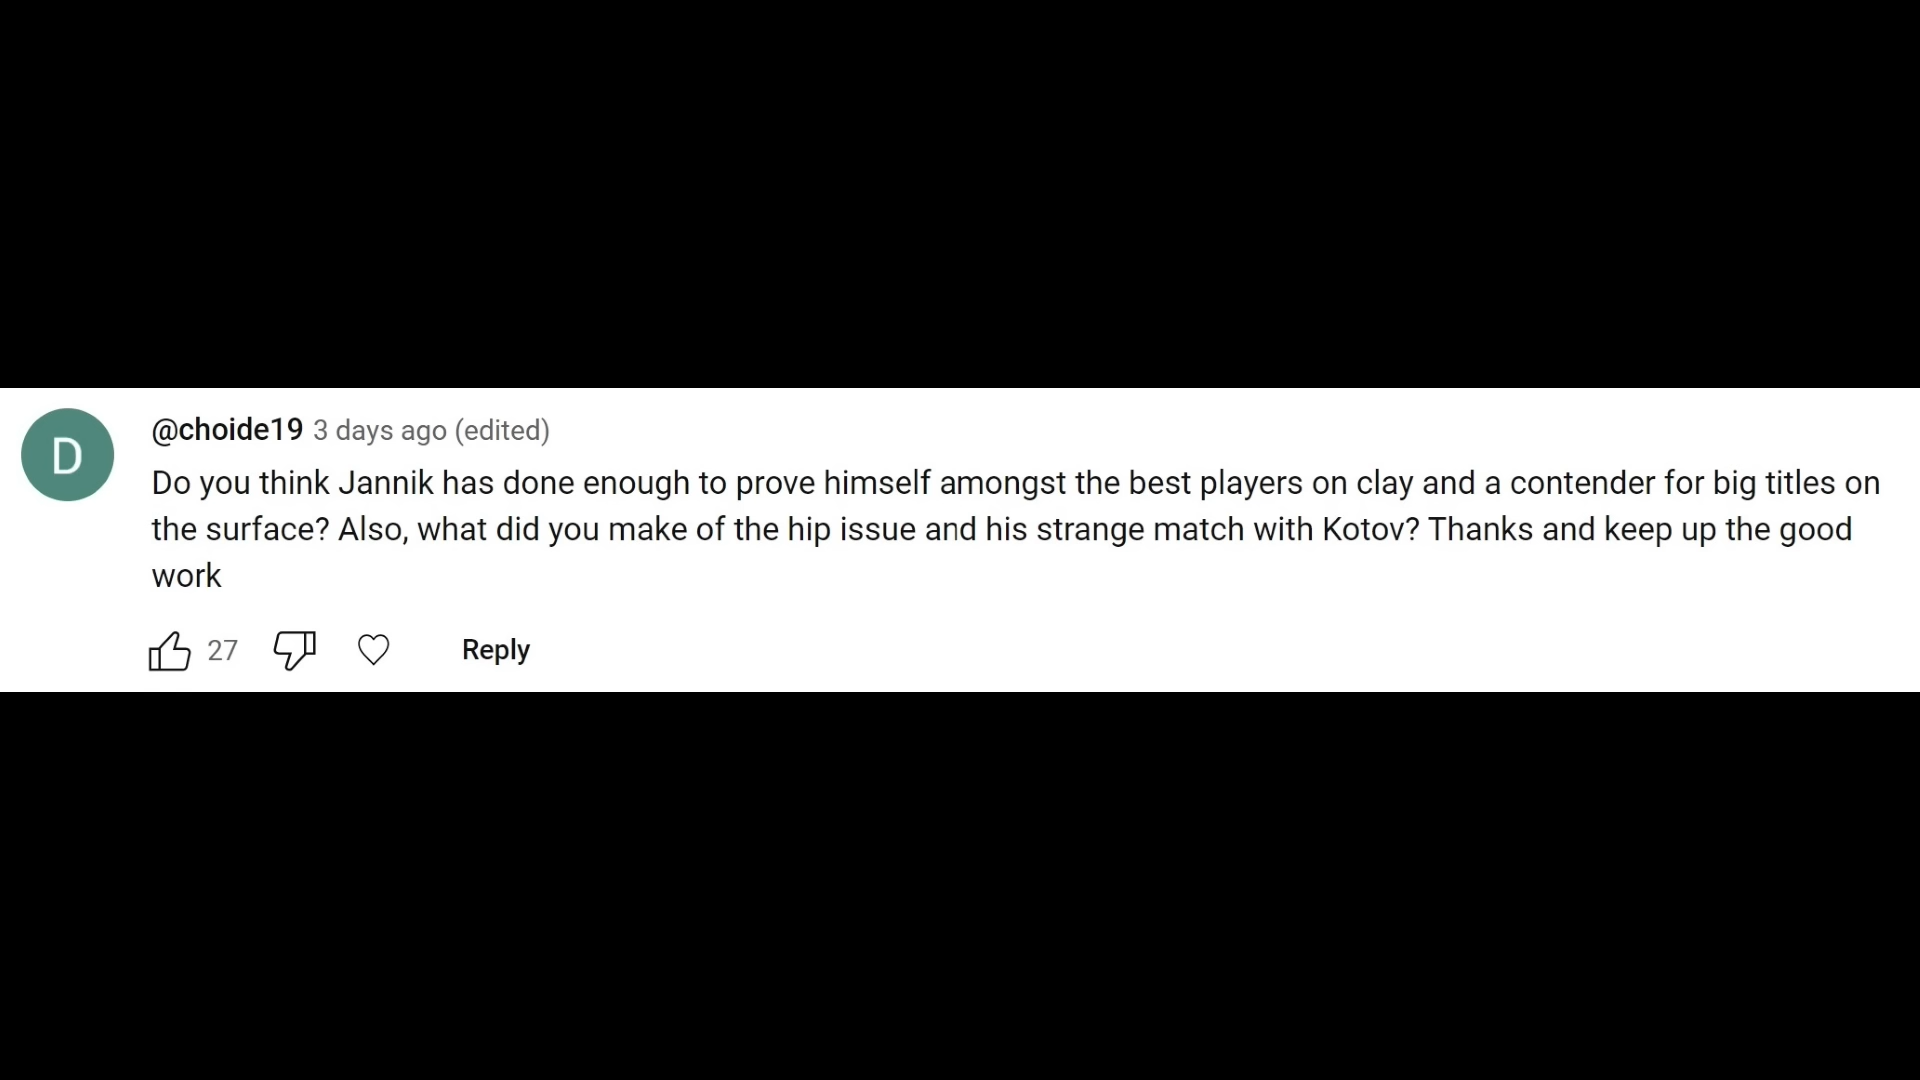 D
@choide19 3 days ago (edited)
Do you think Jannik has done enough to prove himself amongst the best players on clay and a contender for big titles on
the surface? Also, what did you make of the hip issue and his strange match with Kotov? Thanks and keep up the good
work
27 Reply